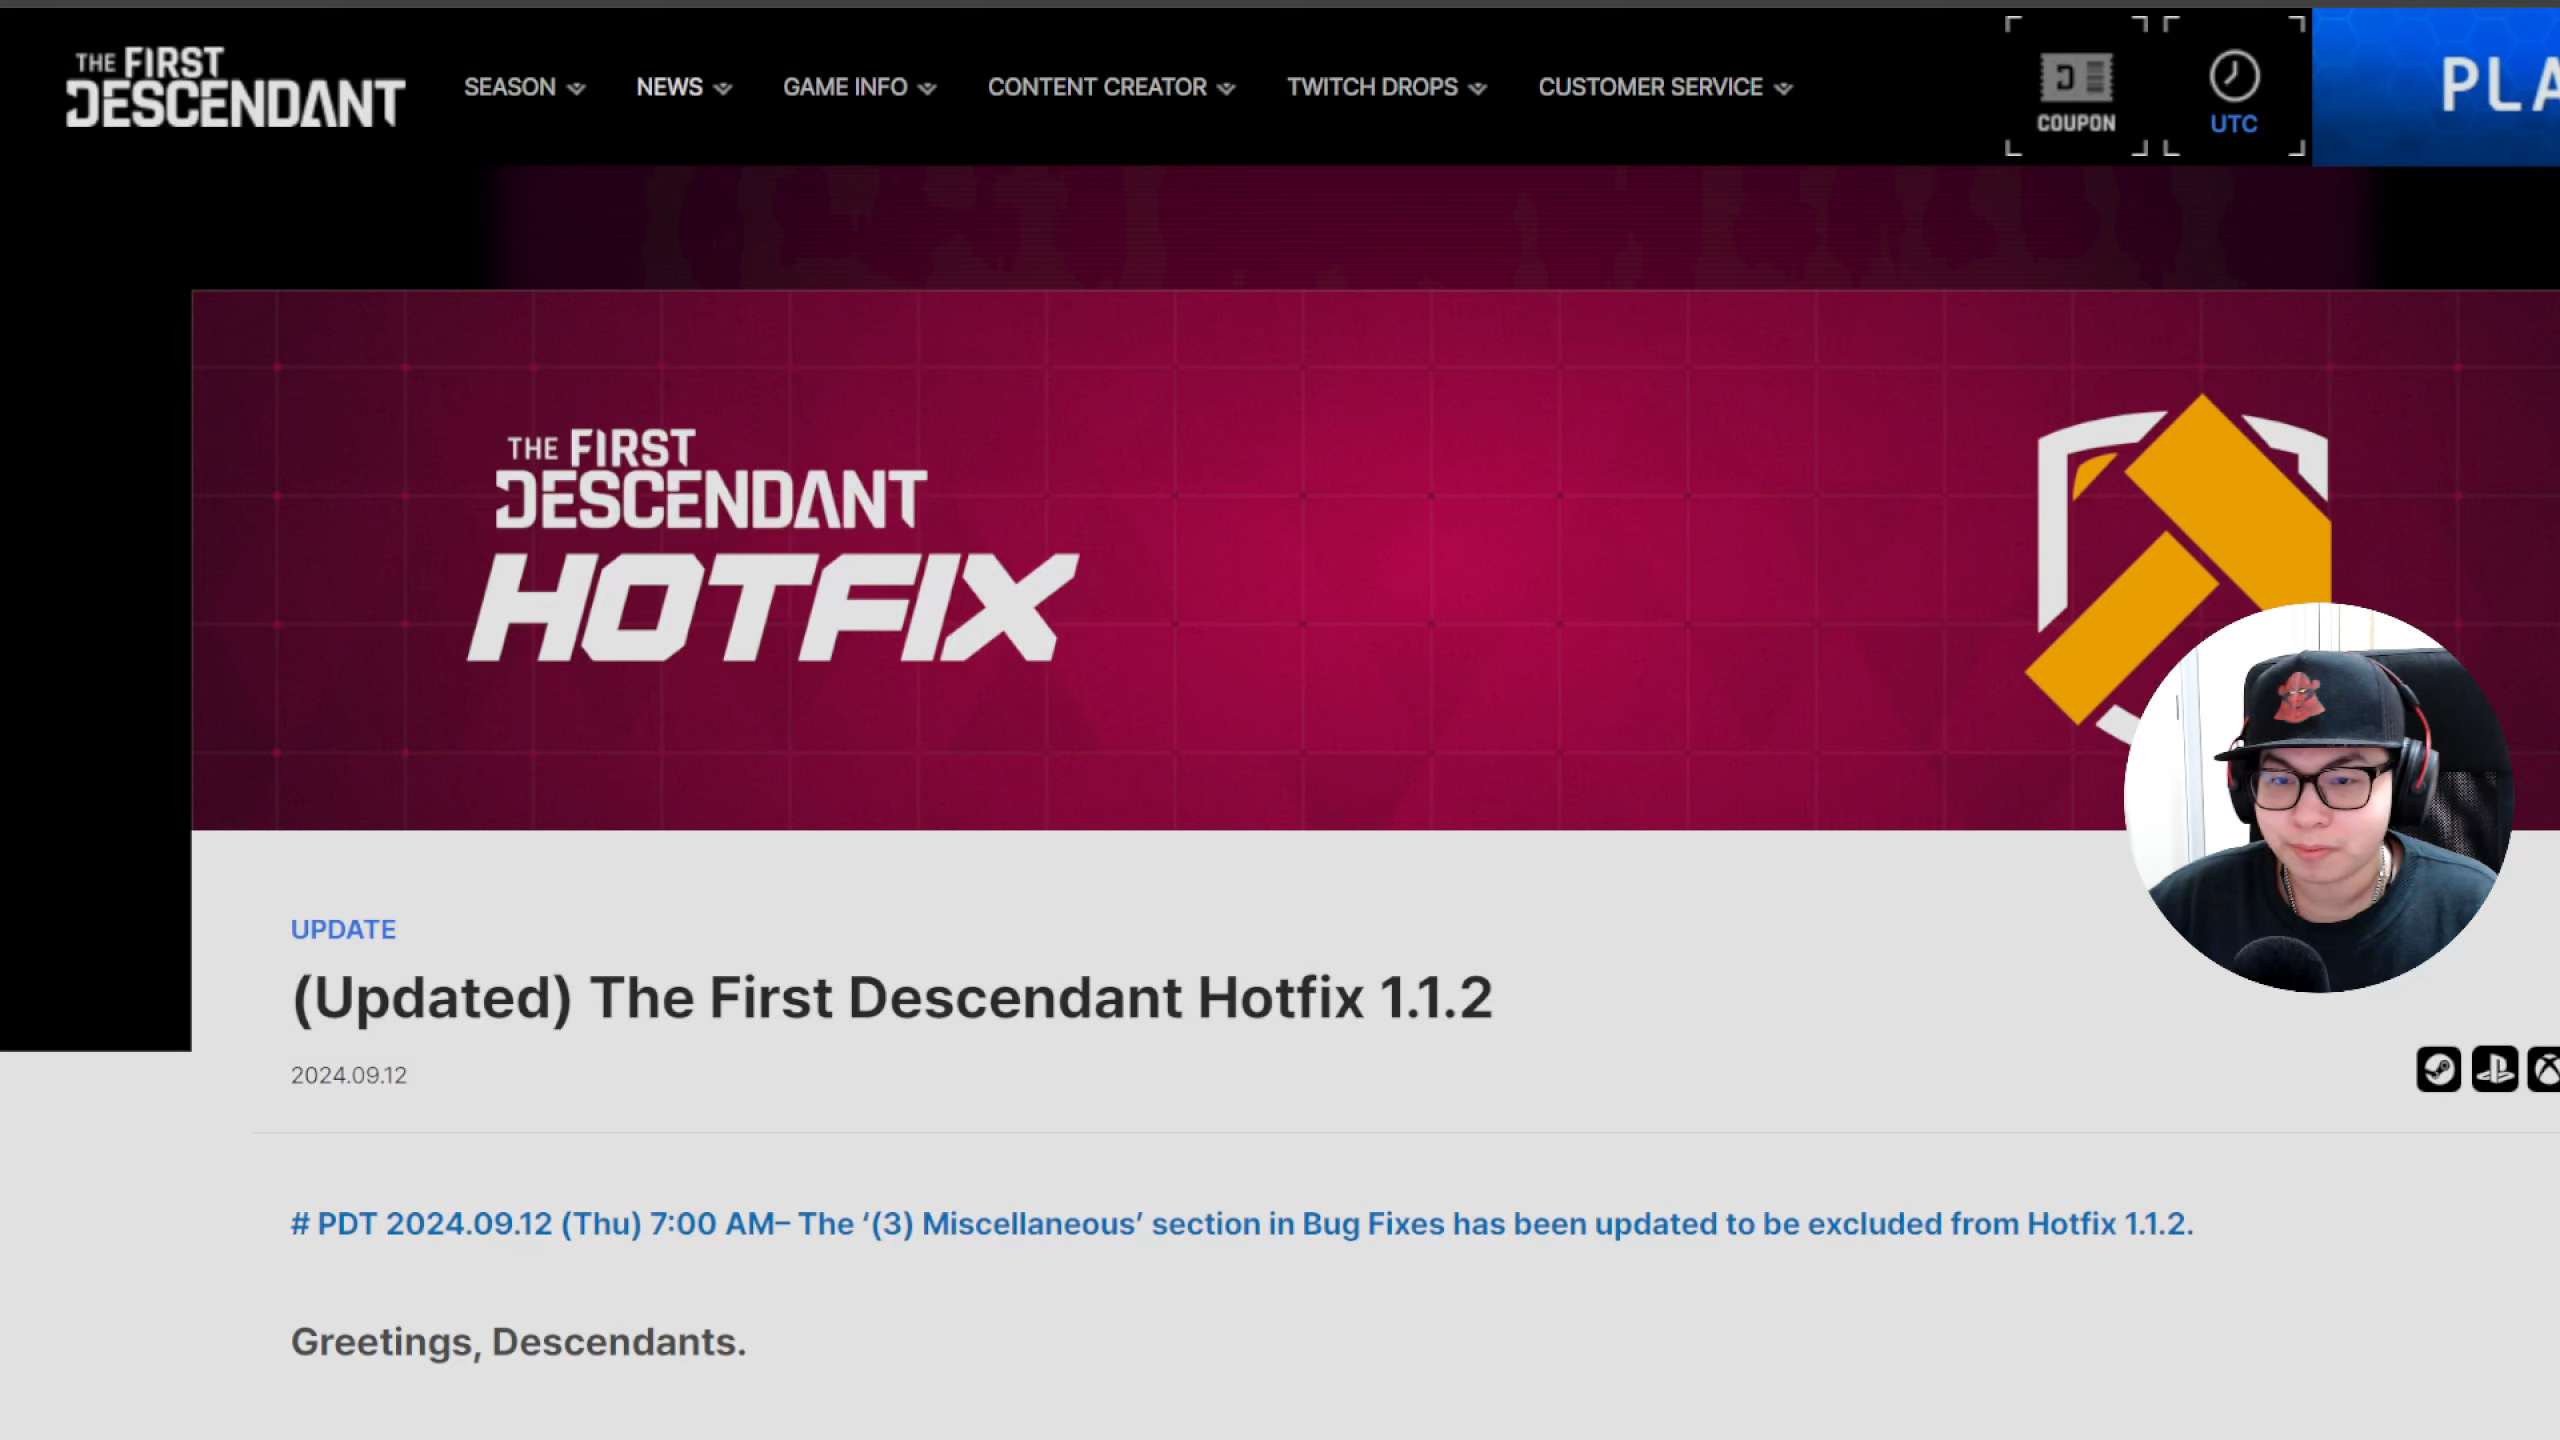 THE FIRST
DESCENDANT
SEASON
NEWS
GAME INFO
CONTENT CREATOR
TWITCH DROPS
CUSTOMER SERVICE
COUPON
UTC
PLA
THE FIRST
DESCENDANT
HOTFIX
UPDATE
(Updated) The First Descendant Hotfix 1.1.2
2024.09.12
# PDT 2024.09.12 (Thu) 7:00 AM– The ‘(3) Miscellaneous’ section in Bug Fixes has been updated to be excluded from Hotfix 1.1.2.
Greetings, Descendants.